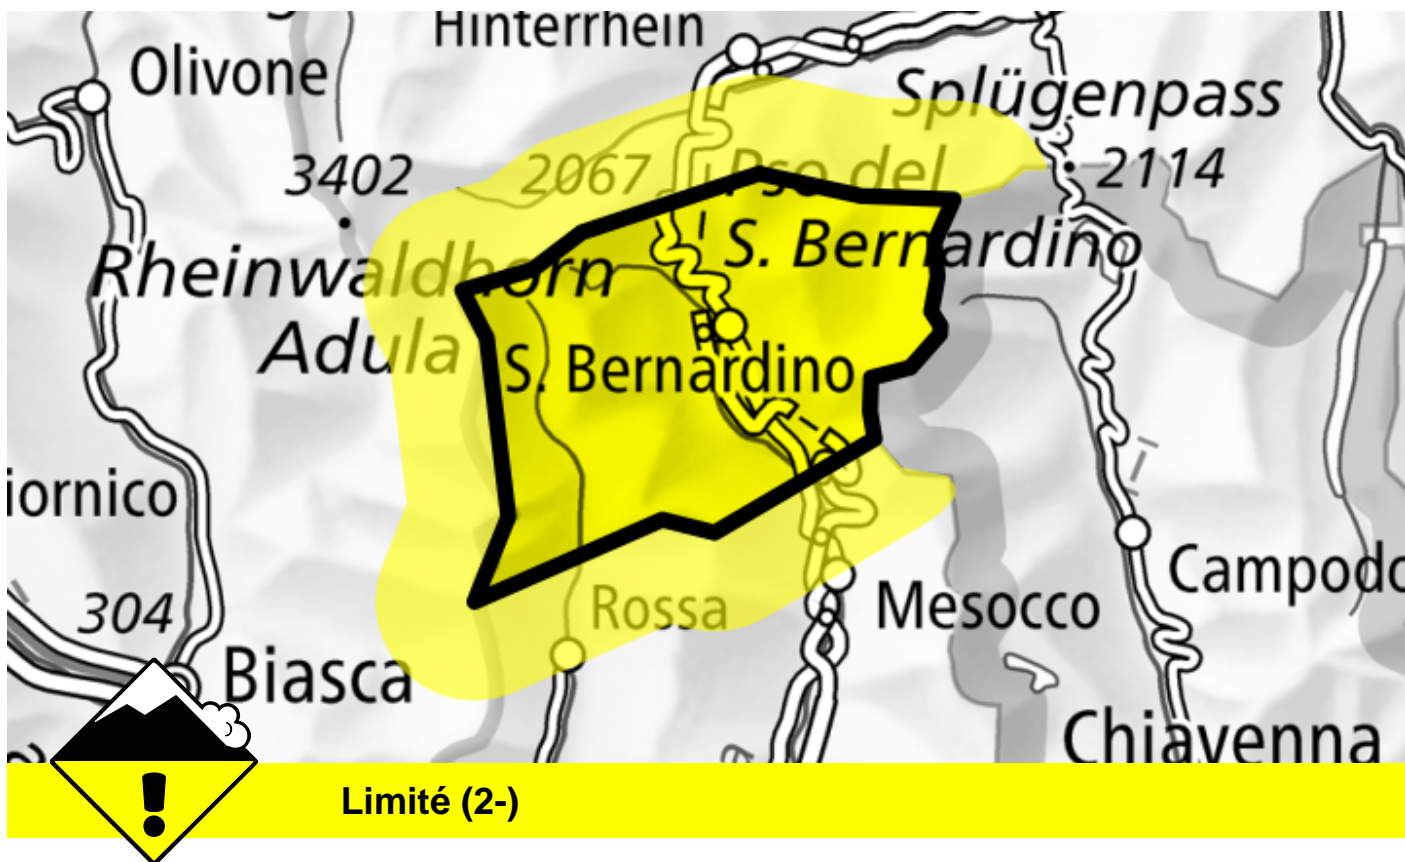 Hinterrhein
Olivone
Splügenpass
3402
2067
Pso del
2114
S. Bernardino
Rheinwaldhorn
Adula
S. Bernardino
iornico
Campodo
304
Rossa
Mesocco
Biasca
Chiavenna
Limité (2-)